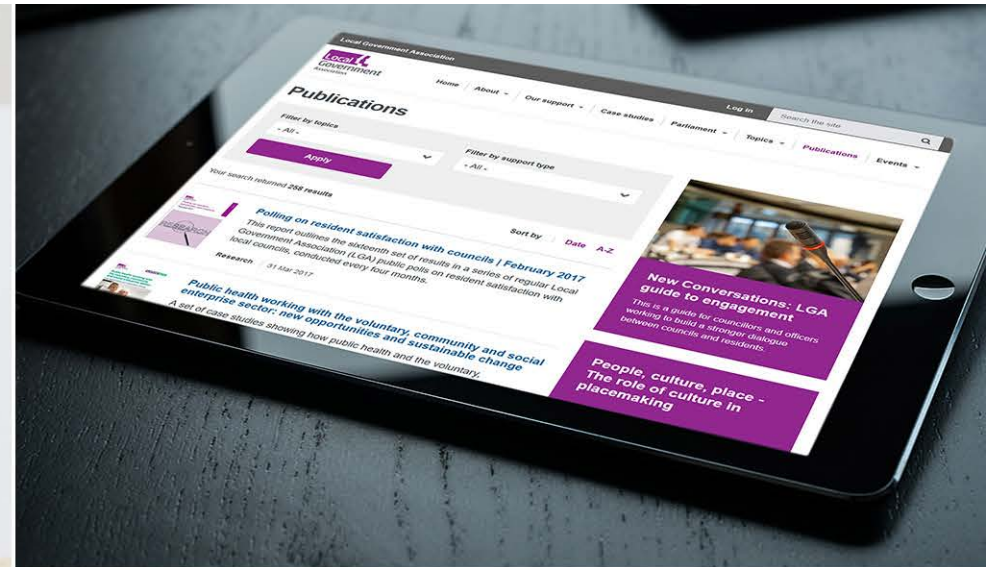 Local Government Association
Local
Government
Association
Log in
Search the site
Home
About
Our support
Case studies
Parliament
Topics
Publications
Events
Publications
Filter by topics
- All -
Filter by support type
- All -
Apply
Your search returned 258 results
Sort by
Date
A-Z
RESEARCH
Polling on resident satisfaction with councils | February 2017
This report outlines the sixteenth set of results in a series of regular Local
Government Association (LGA) public polls on resident satisfaction with
local councils, conducted every four months.
Research
31 Mar 2017
Public health working with the voluntary, community and social
enterprise sector: new opportunities and sustainable change
A set of case studies showing how public health and the voluntary,
New Conversations: LGA
guide to engagement
This is a guide for councillors and officers
working to build a stronger dialogue
between councils and residents.
People, culture, place -
The role of culture in
placemaking